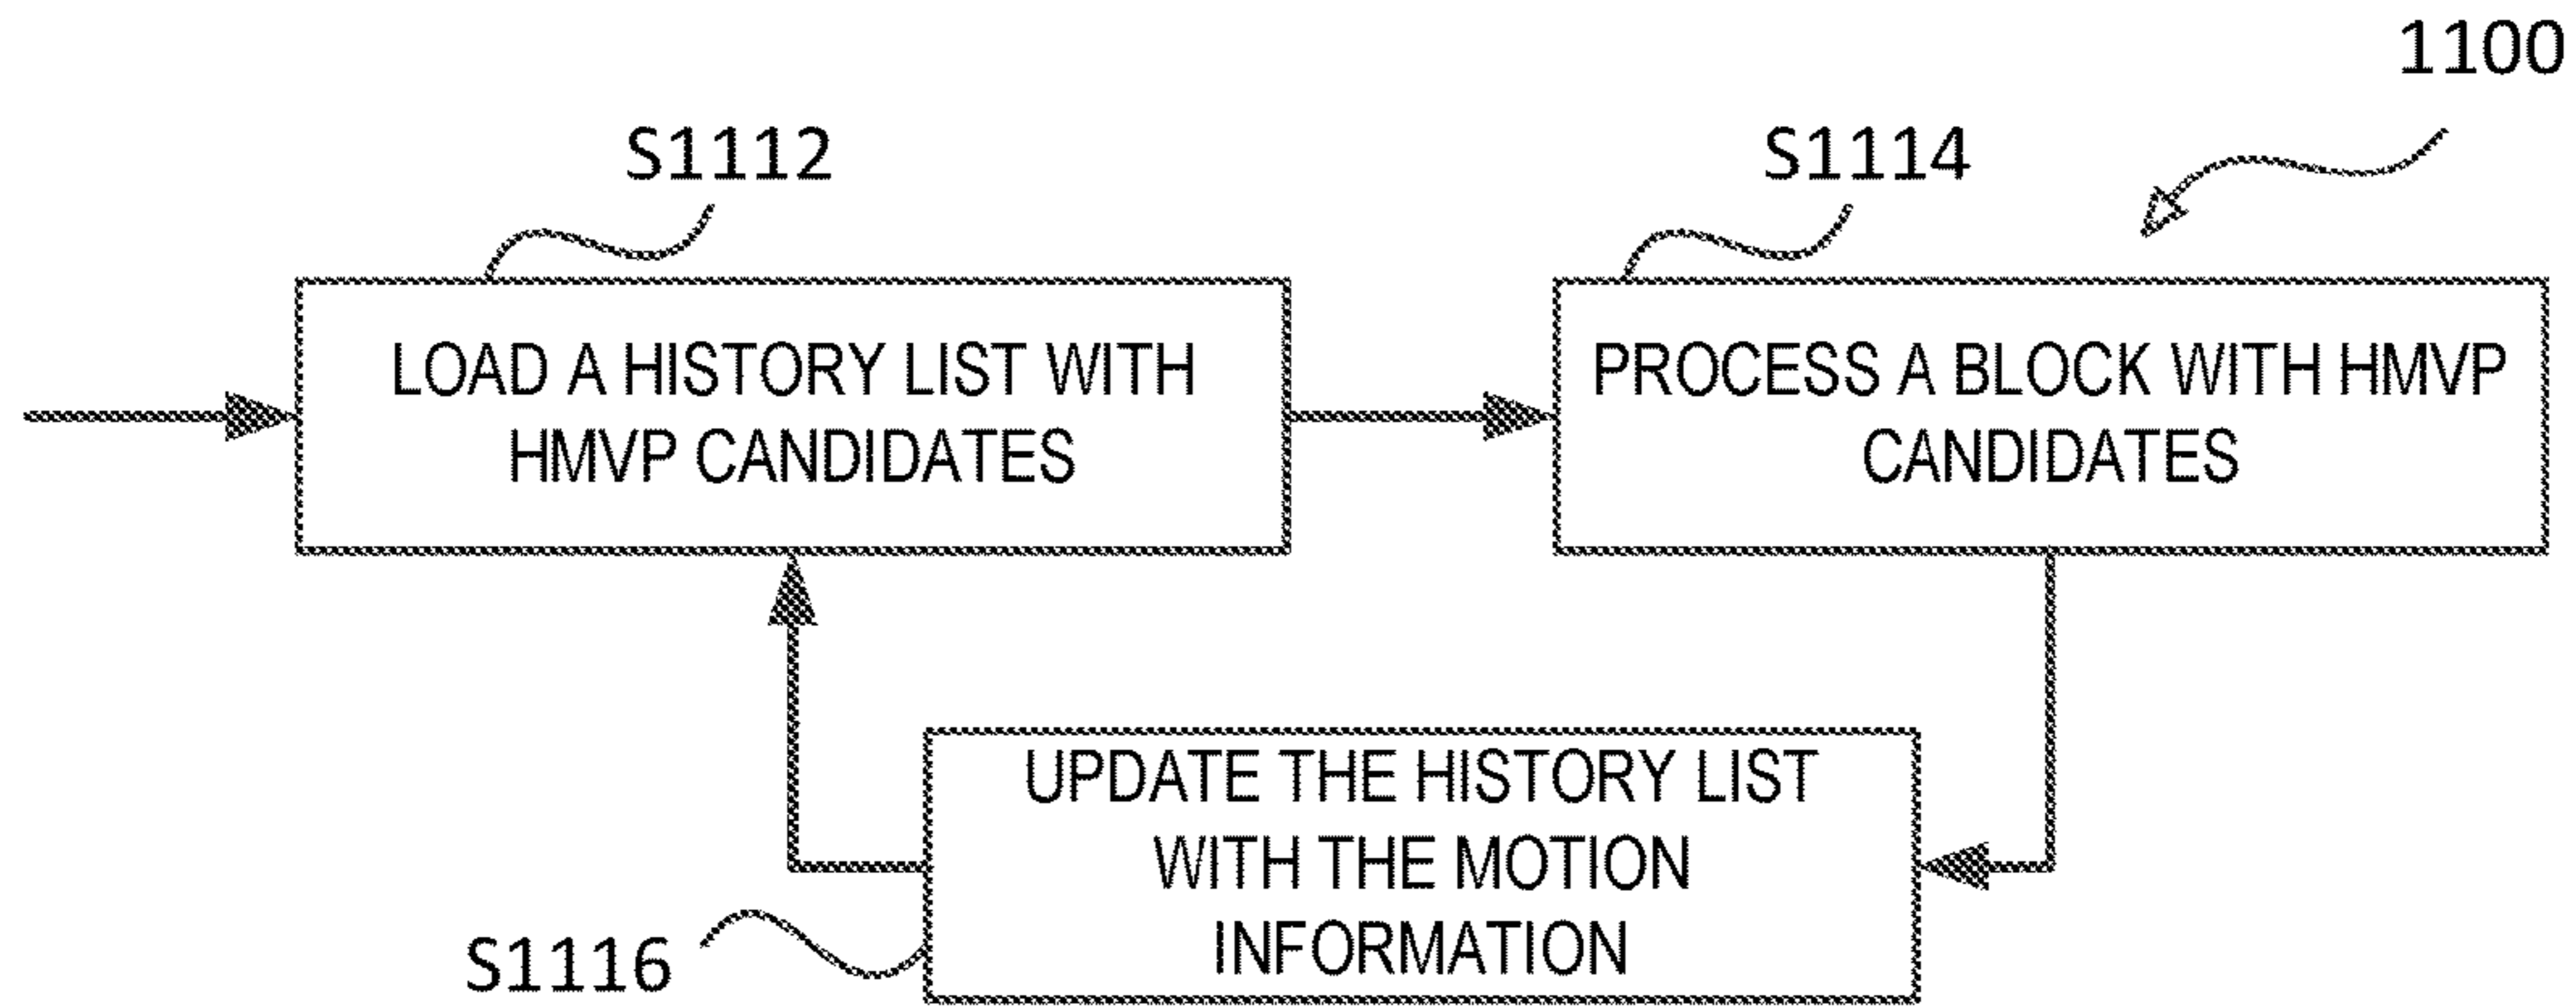 1100
S1112
S1114
LOAD A HISTORY LIST WITH
HMVP CANDIDATES
PROCESS A BLOCK WITH HMVP
CANDIDATES
UPDATE THE HISTORY LIST
WITH THE MOTION
INFORMATION
S1116